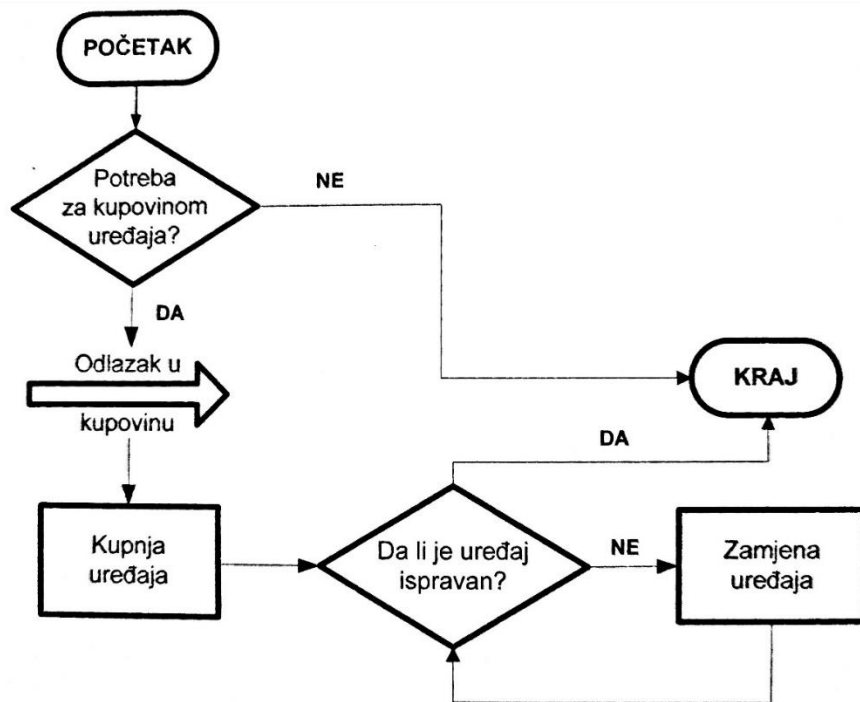 POČETAK
Potreba
za kupovinom
uređaja?
NE
DA
Odlazak u
kupovinu
KRAJ
DA
Kupnja
uređaja
Da li je uređaj
ispravan?
NE
Zamjena
uređaja